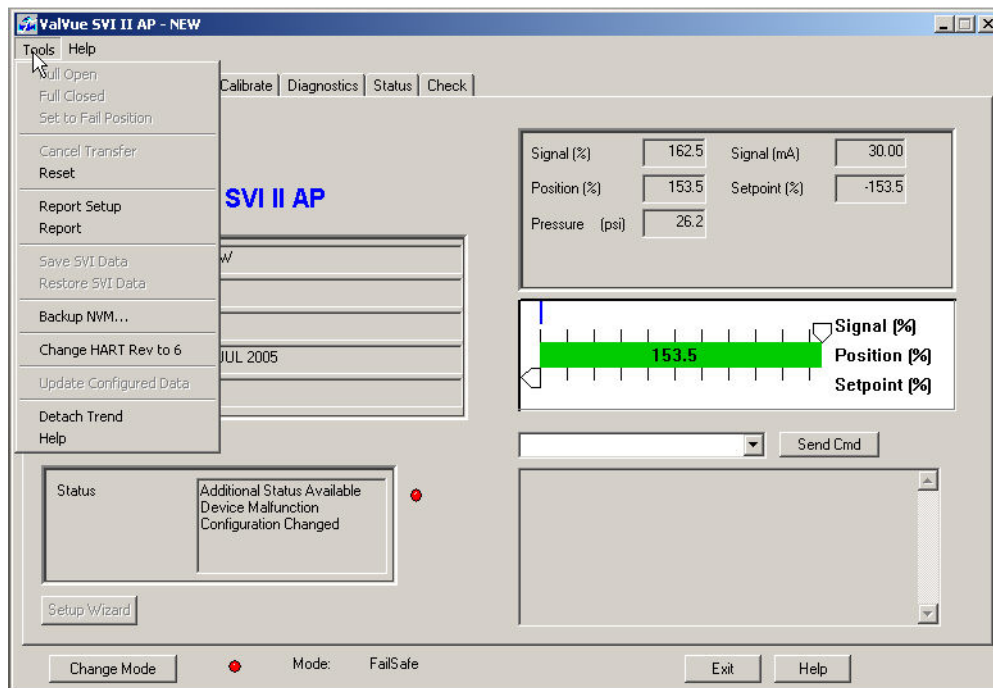 ValVue SVI II AP - NEW
Tools Help
Full Open
Full Closed
Set to Fail Position
Cancel Transfer
Reset
Report Setup
Report
Save SVI Data
Restore SVI Data
Backup NVM...
Change HART Rev to 6
Update Configured Data
Detach Trend
Help
Calibrate Diagnostics Status Check
SVI II AP
JUL 2005
Signal (%) 162.5 Signal (mA) 30.00
Position (%) 153.5 Setpoint (%) -153.5
Pressure (psi) 26.2
Signal (%)
153.5 Position (%)
Setpoint (%)
Send Cmd
Status
Additional Status Available
Device Malfunction
Configuration Changed
Setup Wizard
Change Mode Mode: FailSafe Exit Help